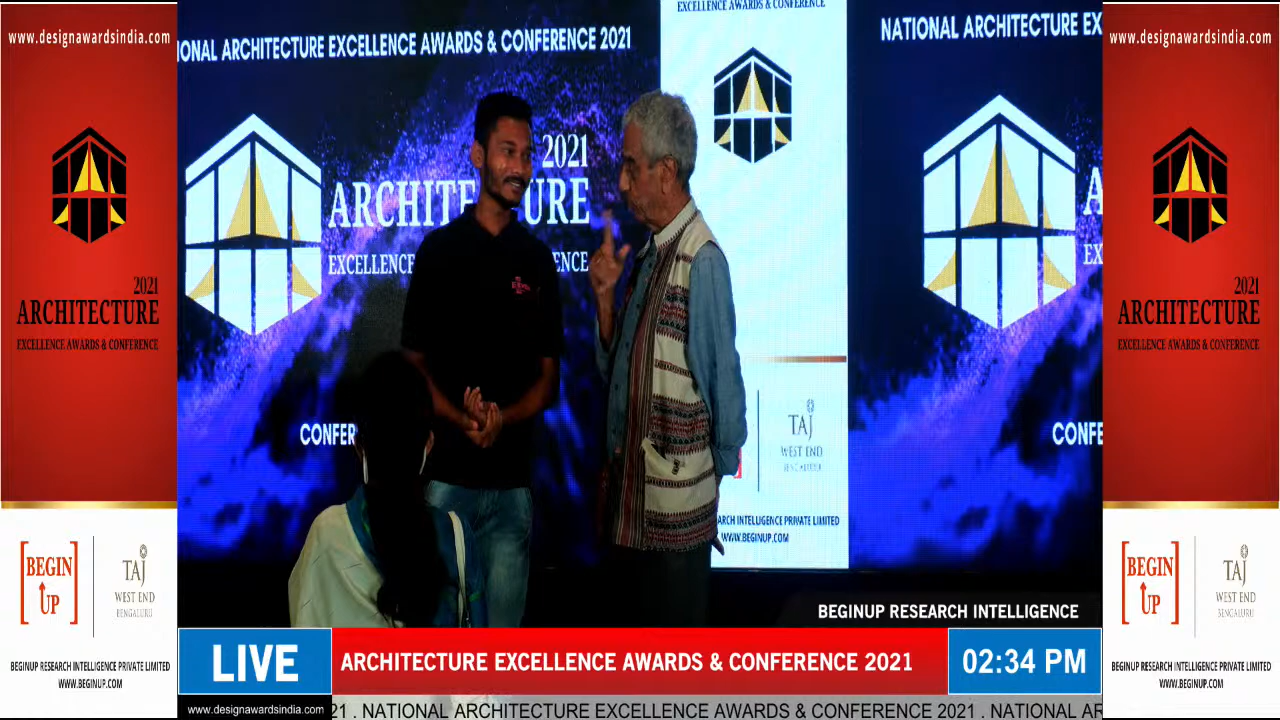 www.designawardsindia.com
2021
ARCHITECTURE
EXCELLENCE AWARDS & CONFERENCE
BEGIN
UP
TAJ
WEST END
BENGALURU
BEGINUP RESEARCH INTELLIGENCE PRIVATE LIMITED
WWW.BEGINUP.COM
IONAL ARCHITECTURE EXCELLENCE AWARDS & CONFERENCE 2021
2021
ARCHITE URE
EXCELLENCE ENCE
CONFER
EXCELLENCE AWARDS & CONFERENCE
TAJ
WEST END
BENGALURU
ARCH INTELLIGENCE PRIVATE LIMITED
WWW.BEGINUP.COM
NATIONAL ARCHITECTURE EX
A
EX
CONFE
BEGINUP RESEARCH INTELLIGENCE
LIVE
ARCHITECTURE EXCELLENCE AWARDS & CONFERENCE 2021
02:34 PM
www.designawardsindia.com
21 . NATIONAL ARCHITECTURE EXCELLENCE AWARDS & CONFERENCE 2021 . NATIONAL AR
www.designawardsindia.com
2021
ARCHITECTURE
EXCELLENCE AWARDS & CONFERENCE
BEGIN
UP
TAJ
WEST END
BENGALURU
BEGINUP RESEARCH INTELLIGENCE PRIVATE LIMITED
WWW.BEGINUP.COM